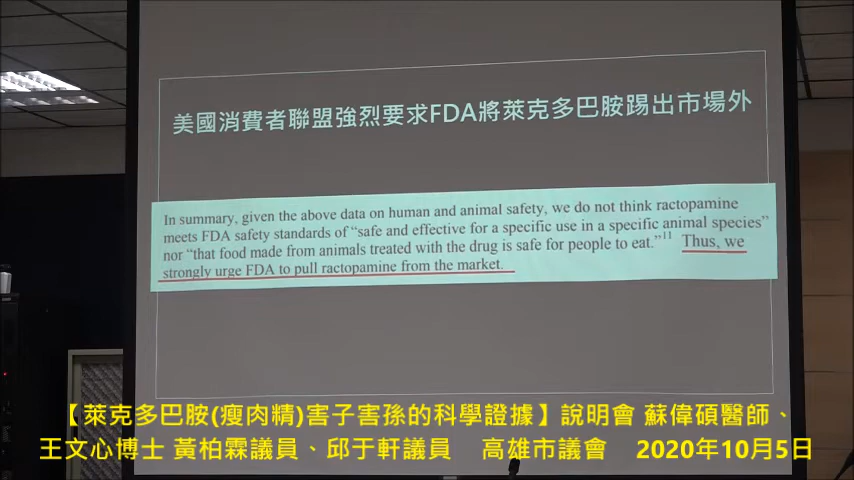 美國消費者聯盟強烈要求FDA將萊克多巴胺踢出市場外
In summary, given the above data on human and animal safety, we do not think ractopamine
meets FDA safety standards of “safe and effective for a specific use in a specific animal species”
nor “that food made from animals treated with the drug is safe for people to eat.”11 Thus, we
strongly urge FDA to pull ractopamine from the market.
【萊克多巴胺(瘦肉精)害子害孫的科學證據】說明會 蘇偉碩醫師、
王文心博士 黃柏霖議員、邱于軒議員 高雄市議會 2020年10月5日